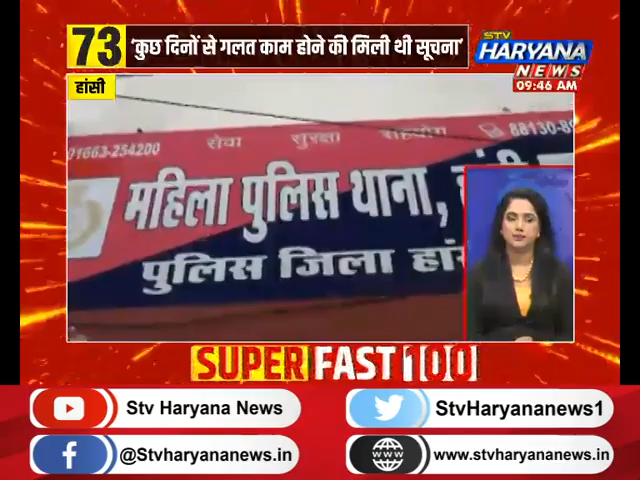 73
‘कुछ दिनों से गलत काम होने की मिली थी सूचना’
STV
HARYANA
NEWS
09:46 AM
हांसी
01663-254200
सेवा सुरक्षा सहयोग
महिला पुलिस थाना,
पुलिस जिला
SUPER FAST 100
Stv Haryana News
StvHaryananews1
@Stvharyananews.in
www.stvharyananews.in